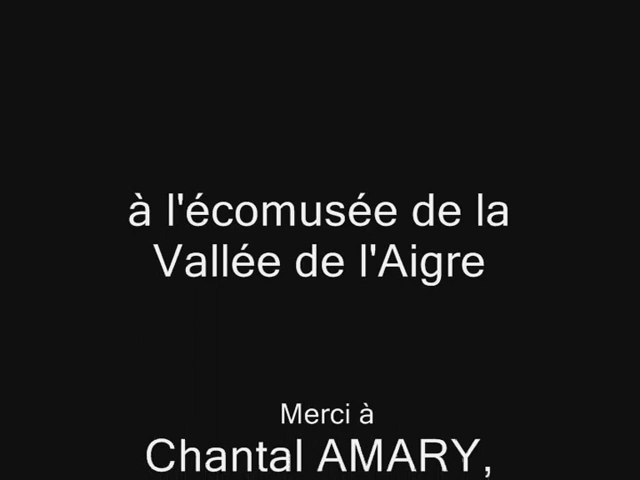 à l'écomusée de la
Vallée de l'Aigre
Merci à
Chantal AMARY,